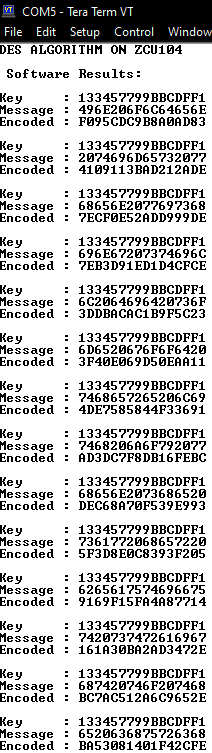 COM5 - Tera Term VT
File Edit Setup Control Window
DES ALGORITHM ON ZCU104
Software Results:
Key : 133457799BBCDFF1
Message : 496E206F6C64656E
Encoded : F095CDC9B8A0AD83
Key : 133457799BBCDFF1
Message : 2074696D65732077
Encoded : 4109113BAD212ADE
Key : 133457799BBCDFF1
Message : 68656E2077697368
Encoded : 7ECF0E52ADD999DE
Key : 133457799BBCDFF1
Message : 696E67207374696C
Encoded : 7EB3D91ED1D4CFCE
Key : 133457799BBCDFF1
Message : 6C2064696420736F
Encoded : 3DDBACAC1B9F5C23
Key : 133457799BBCDFF1
Message : 6D6520676F6F6420
Encoded : 3F40E069D50EAA11
Key : 133457799BBCDFF1
Message : 7468657265206C69
Encoded : 4DE7585844F33691
Key : 133457799BBCDFF1
Message : 7468206A6F792077
Encoded : AD3DC7F8DB16FEBC
Key : 133457799BBCDFF1
Message : 68656E2073686520
Encoded : DEC68A70F539E993
Key : 133457799BBCDFF1
Message : 7361772068657220
Encoded : 5F3D8E0C8393F205
Key : 133457799BBCDFF1
Message : 6265617574696675
Encoded : 9169F15FA4A87714
Key : 133457799BBCDFF1
Message : 7420737472616967
Encoded : 161A30BA2AD3472E
Key : 133457799BBCDFF1
Message : 687420746F207468
Encoded : BC7AC512A6C9652E
Key : 133457799BBCDFF1
Message : 6520636875726368
Encoded : BA53081401F42CFE